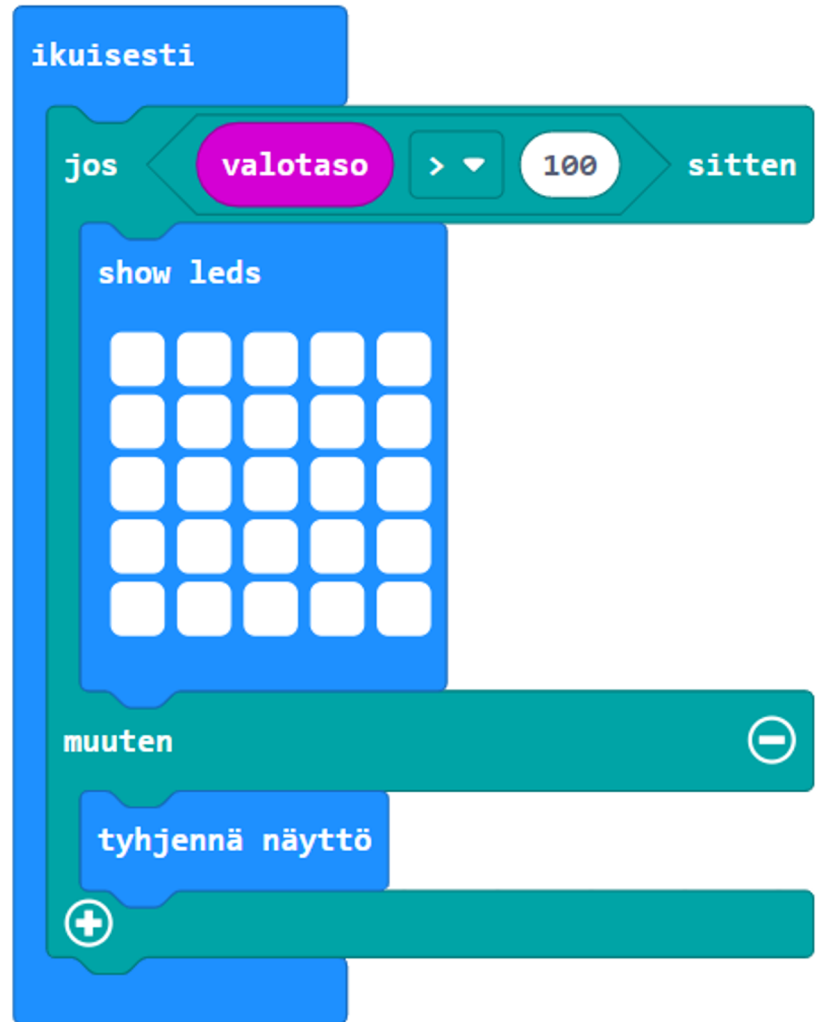 ikuisesti
jos valotaso > 100 sitten
show leds
muuten
tyhjennä näyttö